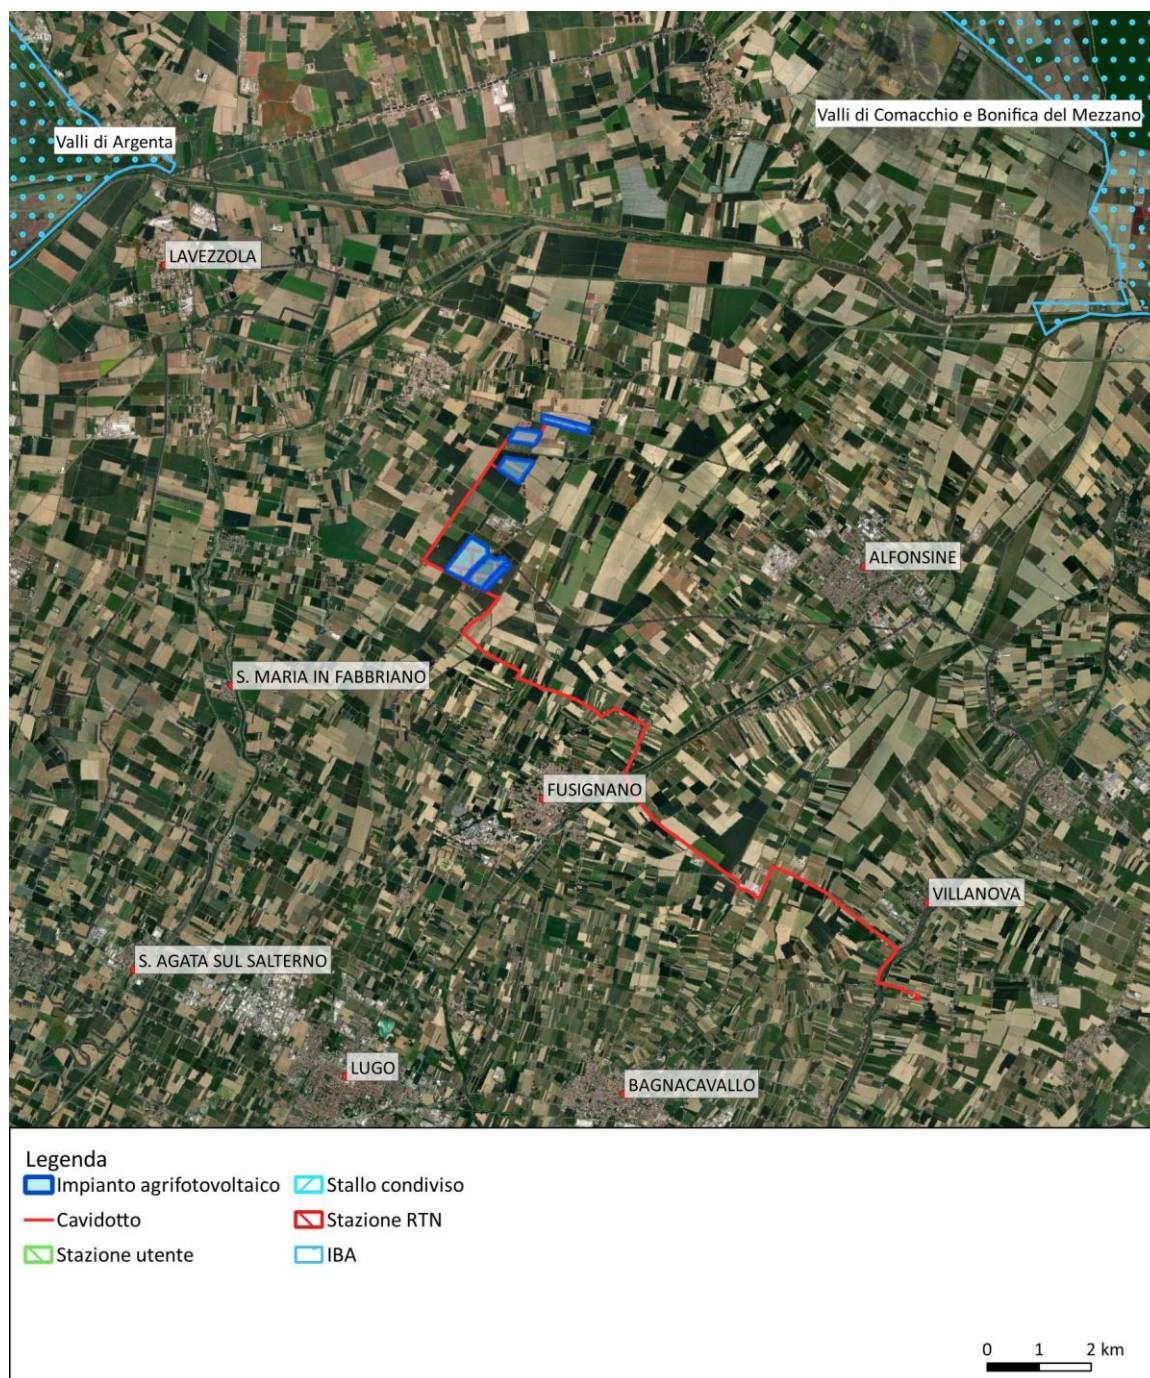 Valli di Comacchio e Bonifica del Mezzano
Valli di Argenta
LAVEZZOLA
ALFONSINE
S. MARIA IN FABBRIANO
FUSIGNANO
VILLANOVA
S. AGATA SUL SALTERNO
LUGO
BAGNACAVALLO
Legenda
Impianto agrifotovoltaico
Stallo condiviso
Cavidotto
Stazione RTN
Stazione utente
IBA
0 1 2 km